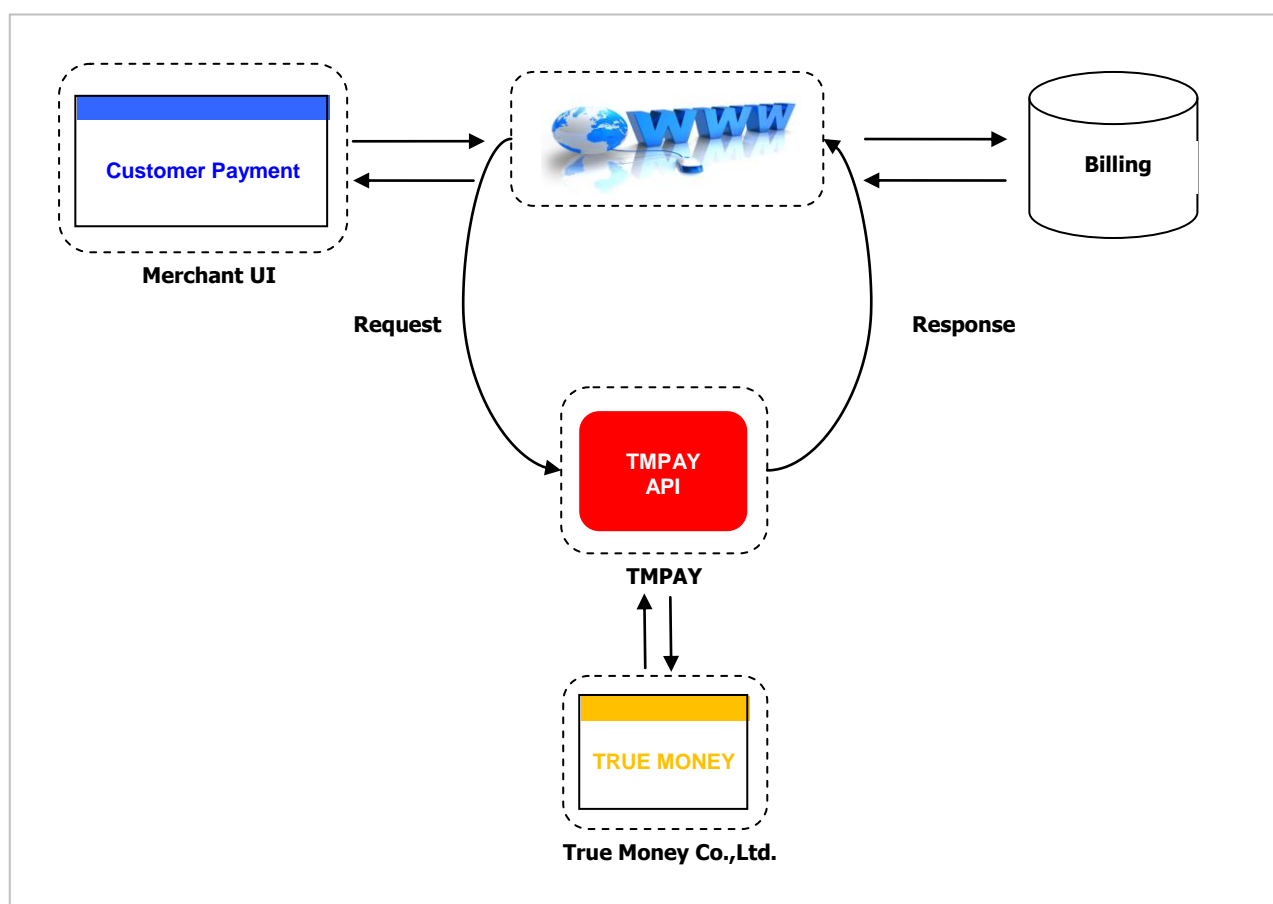 WWW
Customer Payment
Billing
Merchant UI
Request
Response
TMPAY
API
TMPAY
TRUE MONEY
True Money Co.,Ltd.